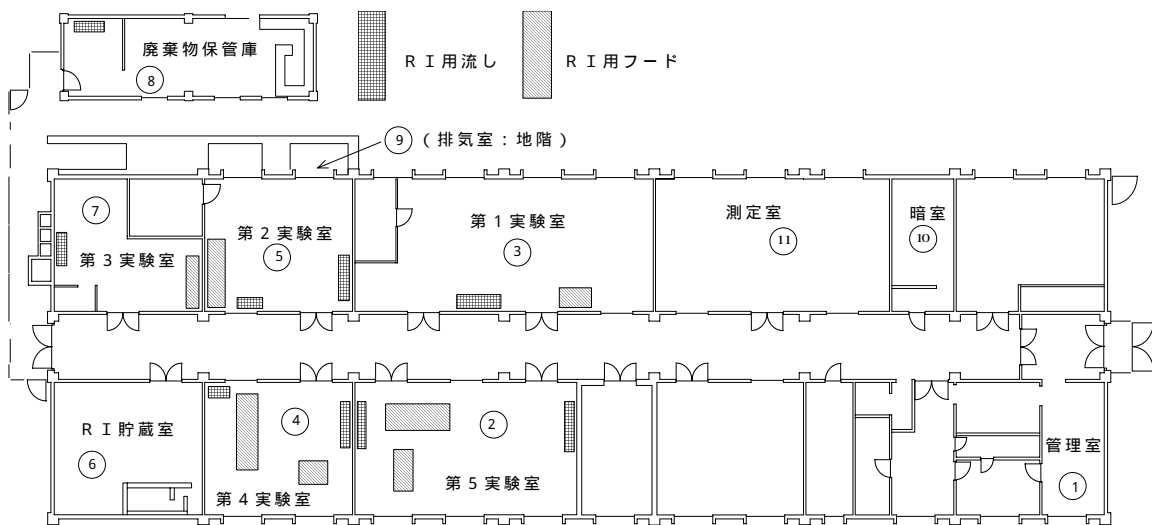 廃棄物保管庫
8
ＲＩ用流し
ＲＩ用フード
9 （排気室：地階）
7
第３実験室
第２実験室
5
第１実験室
3
測定室
11
暗室
10
ＲＩ貯蔵室
6
4
第４実験室
2
第５実験室
管理室
1